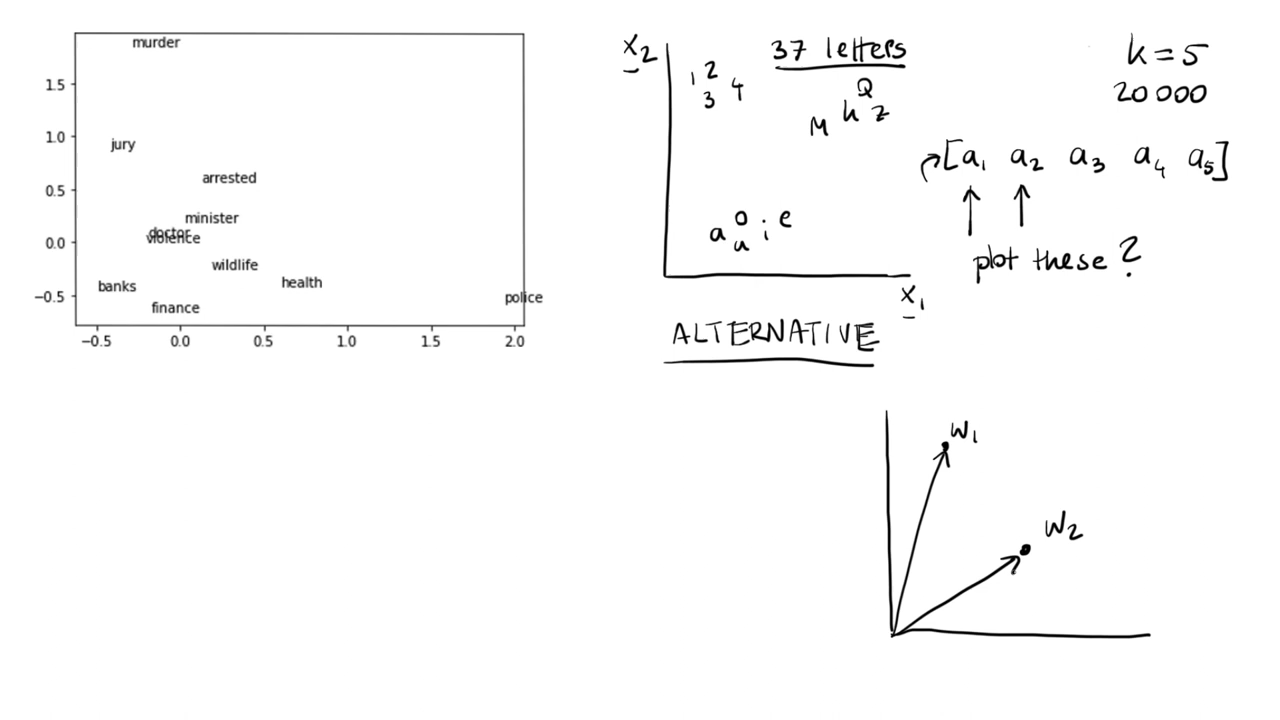 murder
1.5
1.0
jury
0.5
arrested
minister
doctor
0.0
violence
wildlife
health
banks
−0.5
police
finance
−0.5 0.0 0.5 1.0 1.5 2.0
x2
37 letters
1 2
3 4
Q
M h z
a o i e
u
x1
ALTERNATIVE
k=5
20 000
[a1 a2 a3 a4 a5]
plot these ?
W1
W2